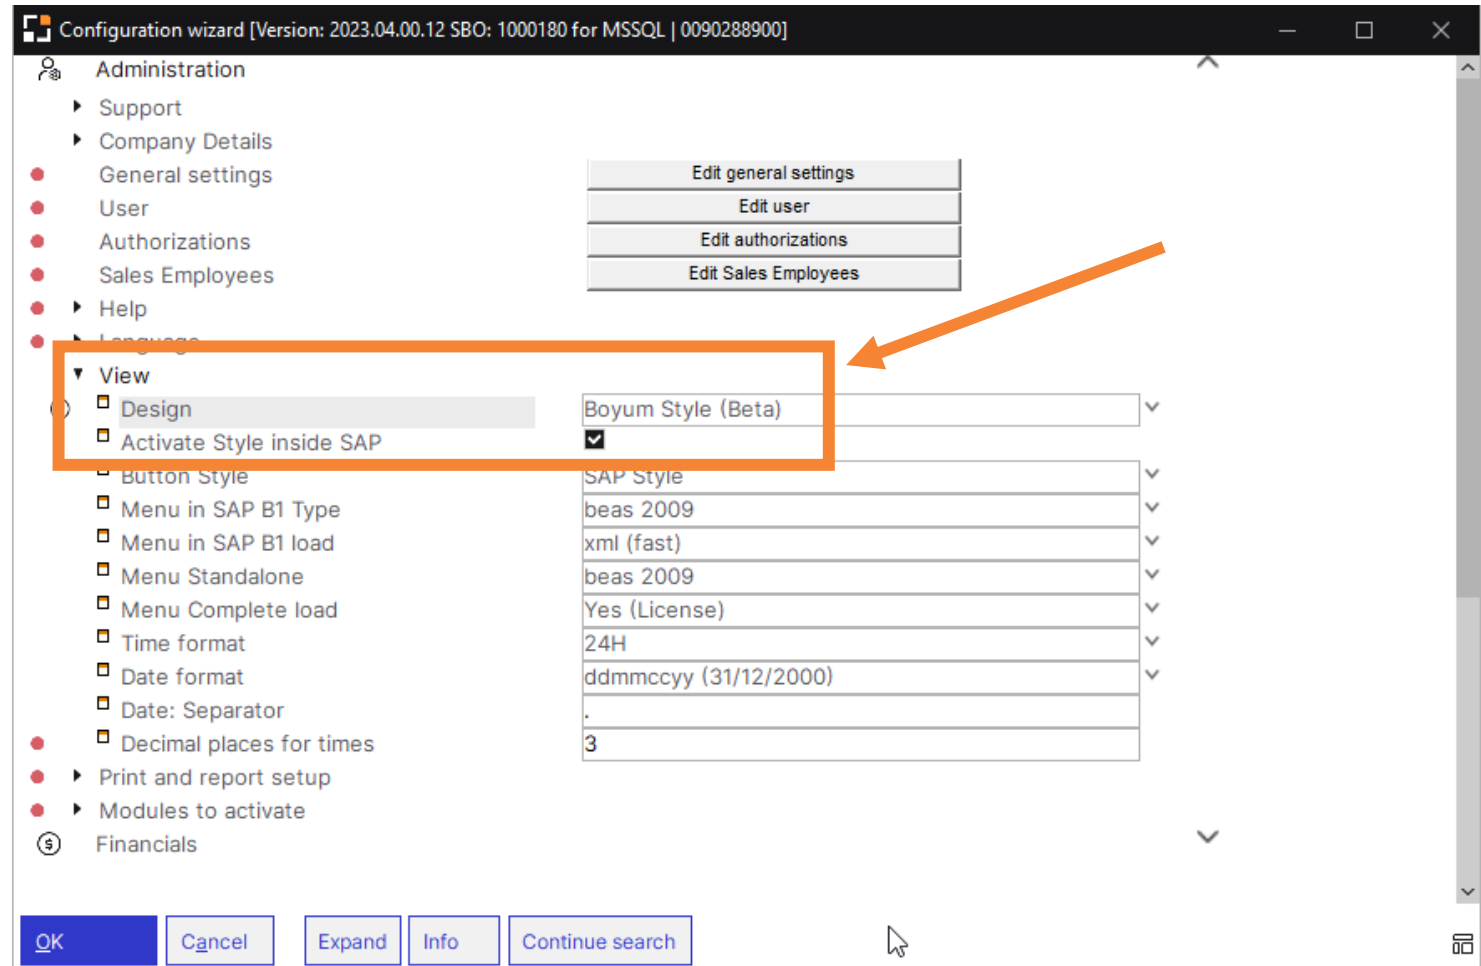 Configuration wizard [Version: 2023.04.00.12 SBO: 1000180 for MSSQL | 0090288900]
Administration
Support
Company Details
General settings Edit general settings
User Edit user
Authorizations Edit authorizations
Sales Employees Edit Sales Employees
Help
Language
View
Design Boyum Style (Beta)
Activate Style inside SAP
Button Style SAP Style
Menu in SAP B1 Type beas 2009
Menu in SAP B1 load xml (fast)
Menu Standalone beas 2009
Menu Complete load Yes (License)
Time format 24H
Date format ddmmccyy (31/12/2000)
Date: Separator .
Decimal places for times 3
Print and report setup
Modules to activate
Financials
OK Cancel Expand Info Continue search